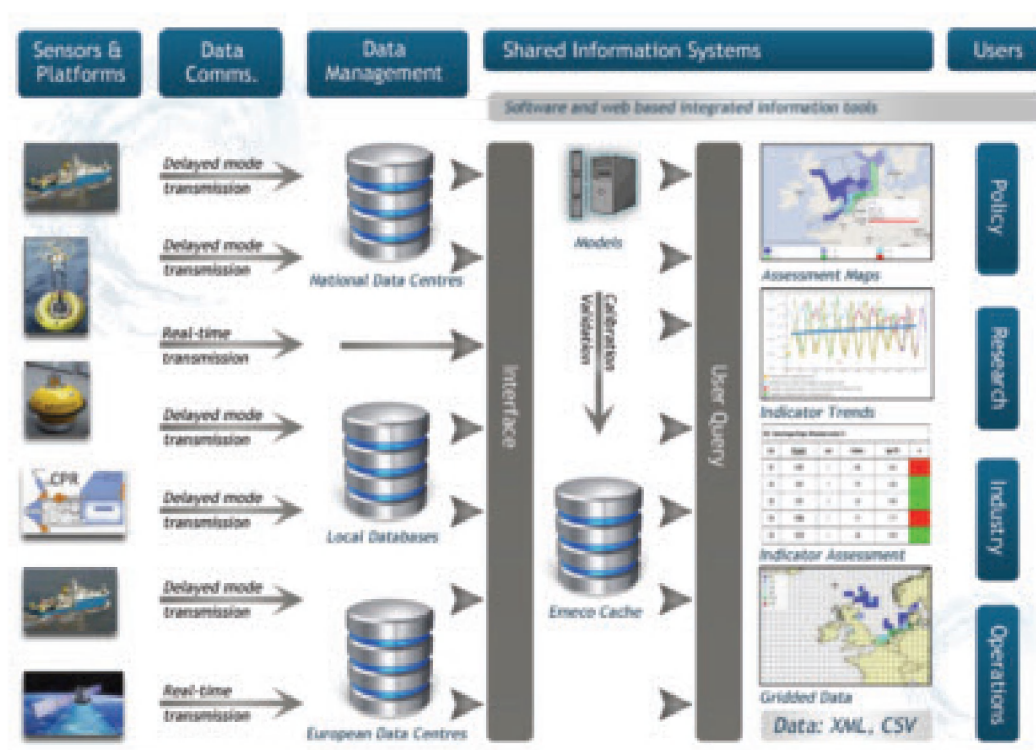 Sensors &
Platforms
Data
Comms.
Data
Management
Shared Information Systems
Users
Software and web based integrated information tools
Delayed mode
transmission
Delayed mode
transmission
Real-time
transmission
Delayed mode
transmission
CPR
Delayed mode
transmission
Delayed mode
transmission
Real-time
transmission
National Data Centres
Local Databases
European Data Centres
Interface
Models
Calibration
Validation
Emeco Cache
User Query
Assessment Maps
Indicator Trends
Indicator Assessment
Gridded Data
Data: XML, CSV
Policy
Research
Industry
Operations